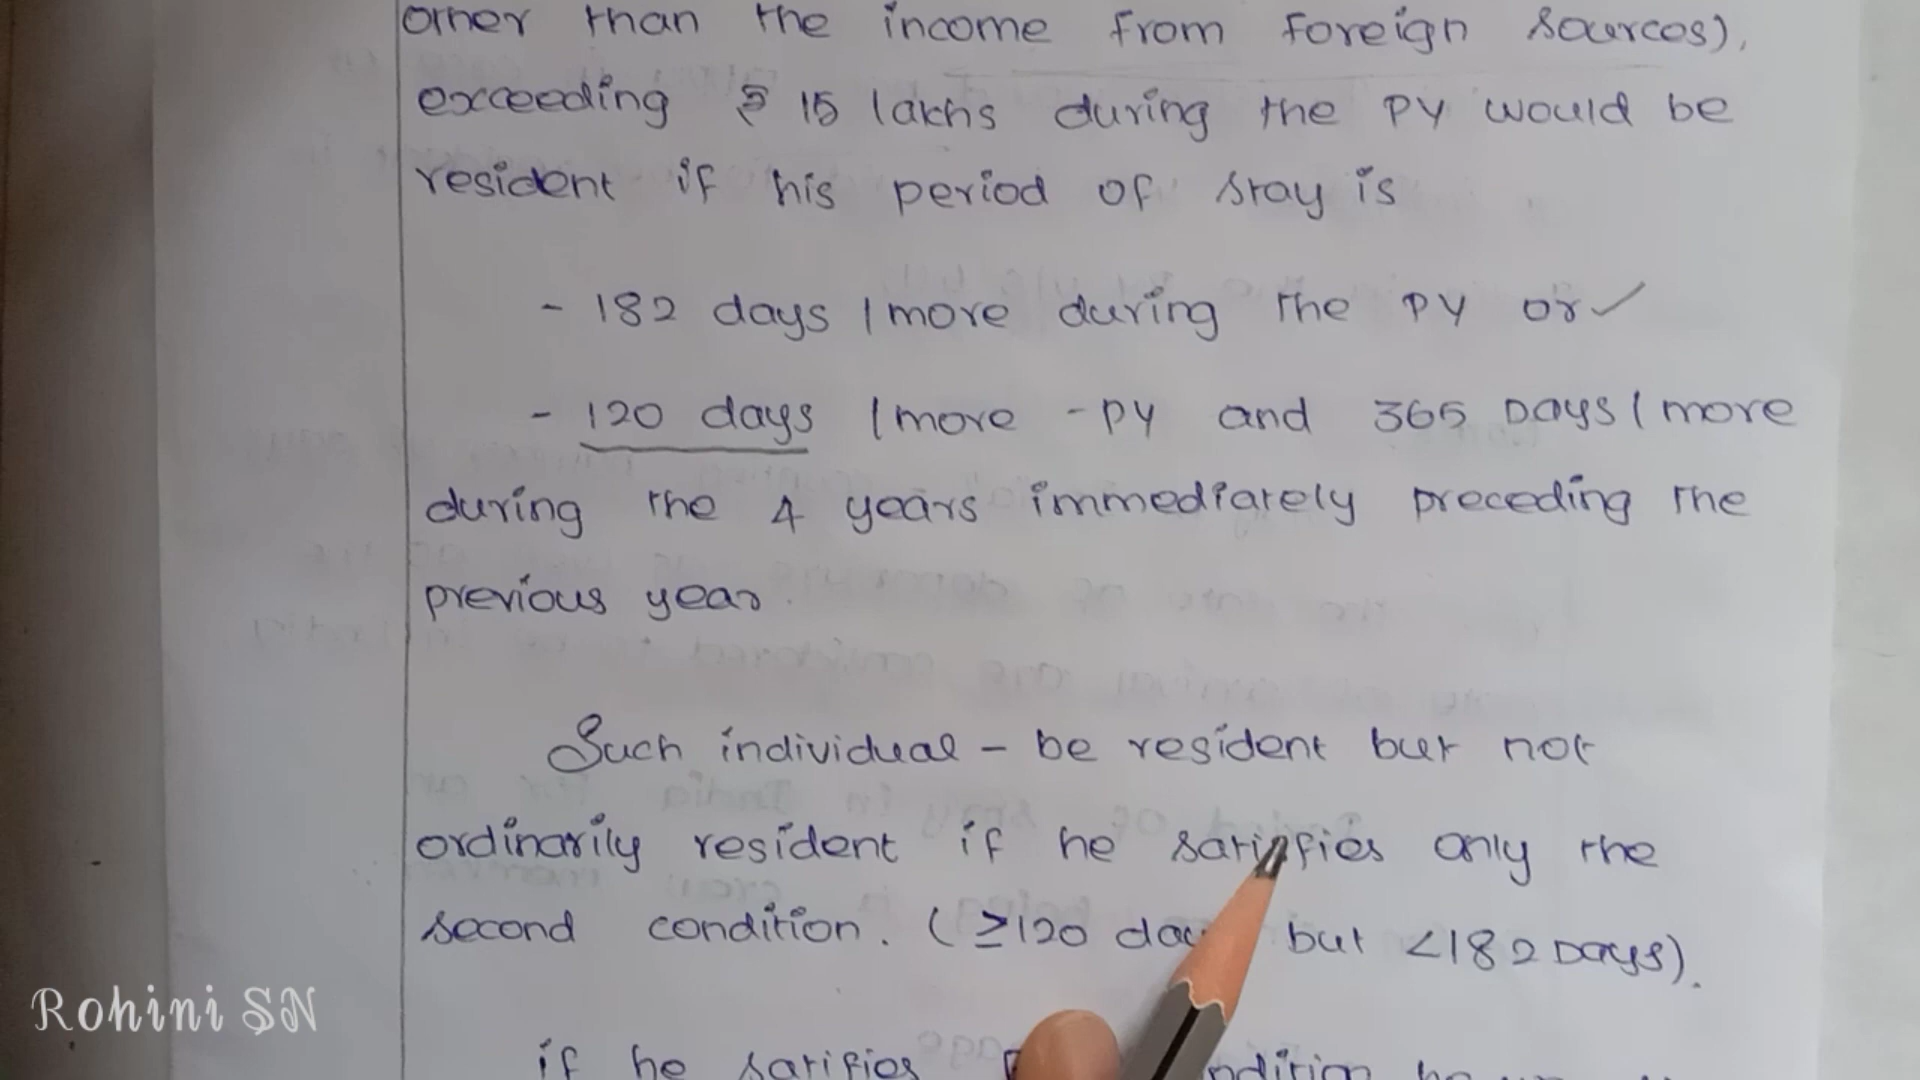 other than the income from foreign sources),
exceeding ₹ 15 lakhs during the PY would be
resident if his period of stay is
- 182 days / more during the PY or ✓
- 120 days / more - PY and 365 Days / more
during the 4 years immediately preceding the
previous year.
Such individual - be resident but not
ordinarily resident if he satisfies only the
second condition. (≥120 but <182 Days).
if he satifies
Rohini SN